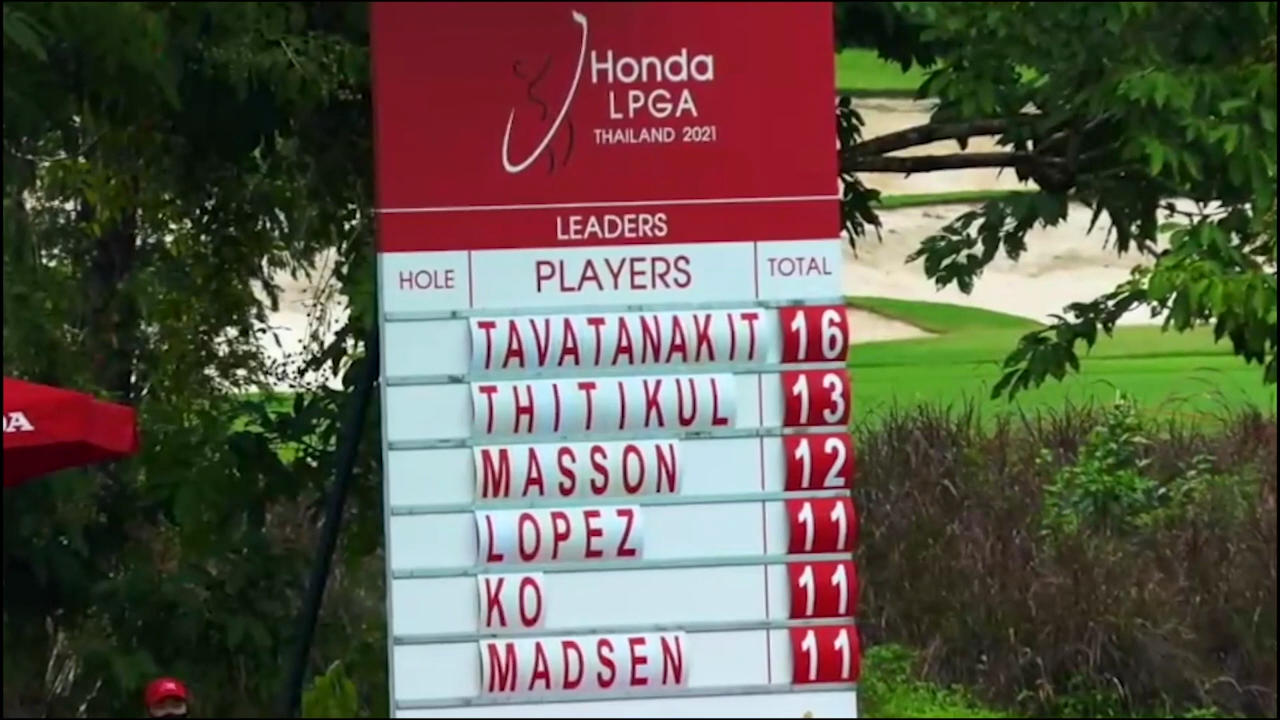 Honda
LPGA
THAILAND 2021
LEADERS
HOLE PLAYERS TOTAL
TAVATANAKIT 16
THITIKUL 13
MASSON 12
LOPEZ 11
KO 11
MADSEN 11